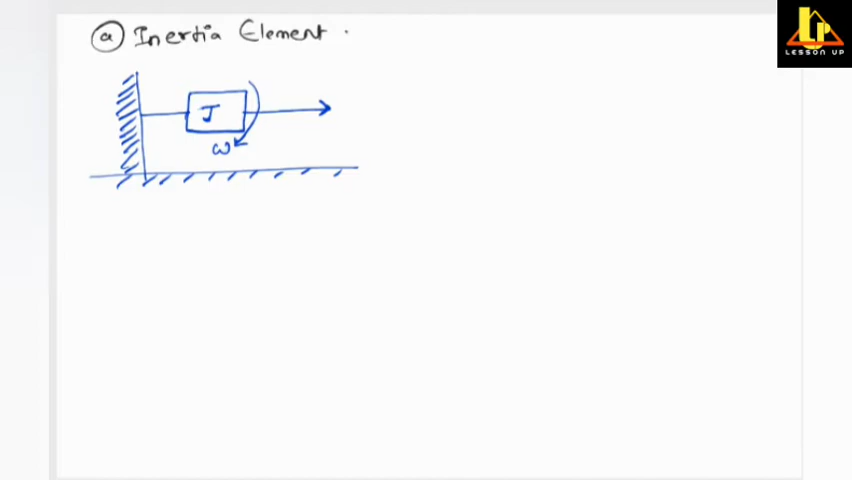 ⓐ Inertia Element.
J
ω
LESSON UP